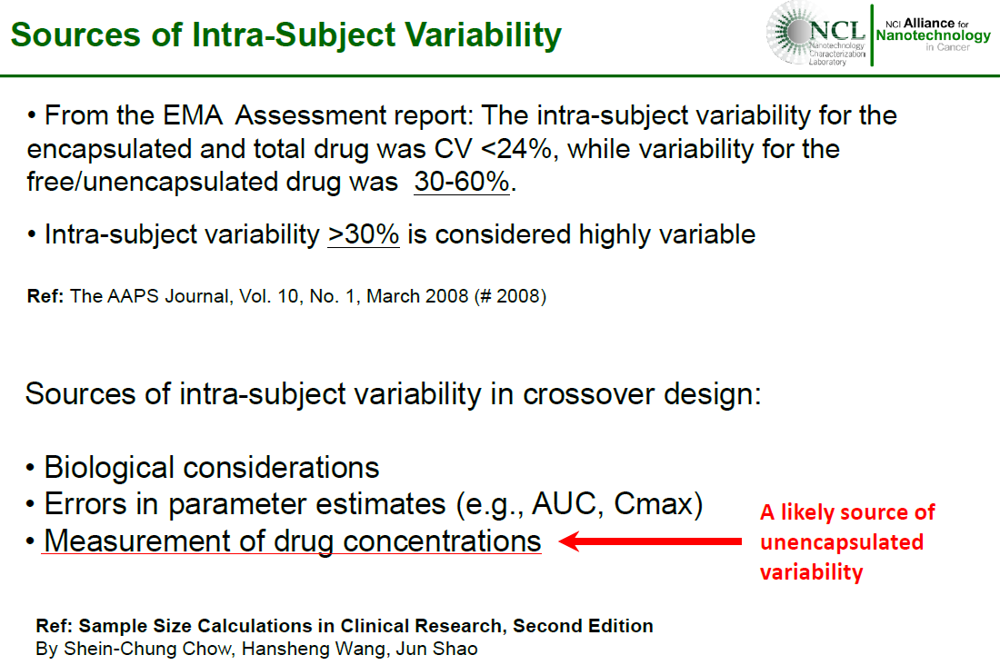 Sources of Intra-Subject Variability
NCL
Nanotechnology
Characterization
Laboratory
NCI Alliance for
Nanotechnology
in Cancer
• From the EMA  Assessment report: The intra-subject variability for the
encapsulated and total drug was CV <24%, while variability for the
free/unencapsulated drug was  30-60%.
• Intra-subject variability >30% is considered highly variable
Ref: The AAPS Journal, Vol. 10, No. 1, March 2008 (# 2008)
Sources of intra-subject variability in crossover design:
• Biological considerations
• Errors in parameter estimates (e.g., AUC, Cmax)
• Measurement of drug concentrations
A likely source of
unencapsulated
variability
Ref: Sample Size Calculations in Clinical Research, Second Edition
By Shein-Chung Chow, Hansheng Wang, Jun Shao